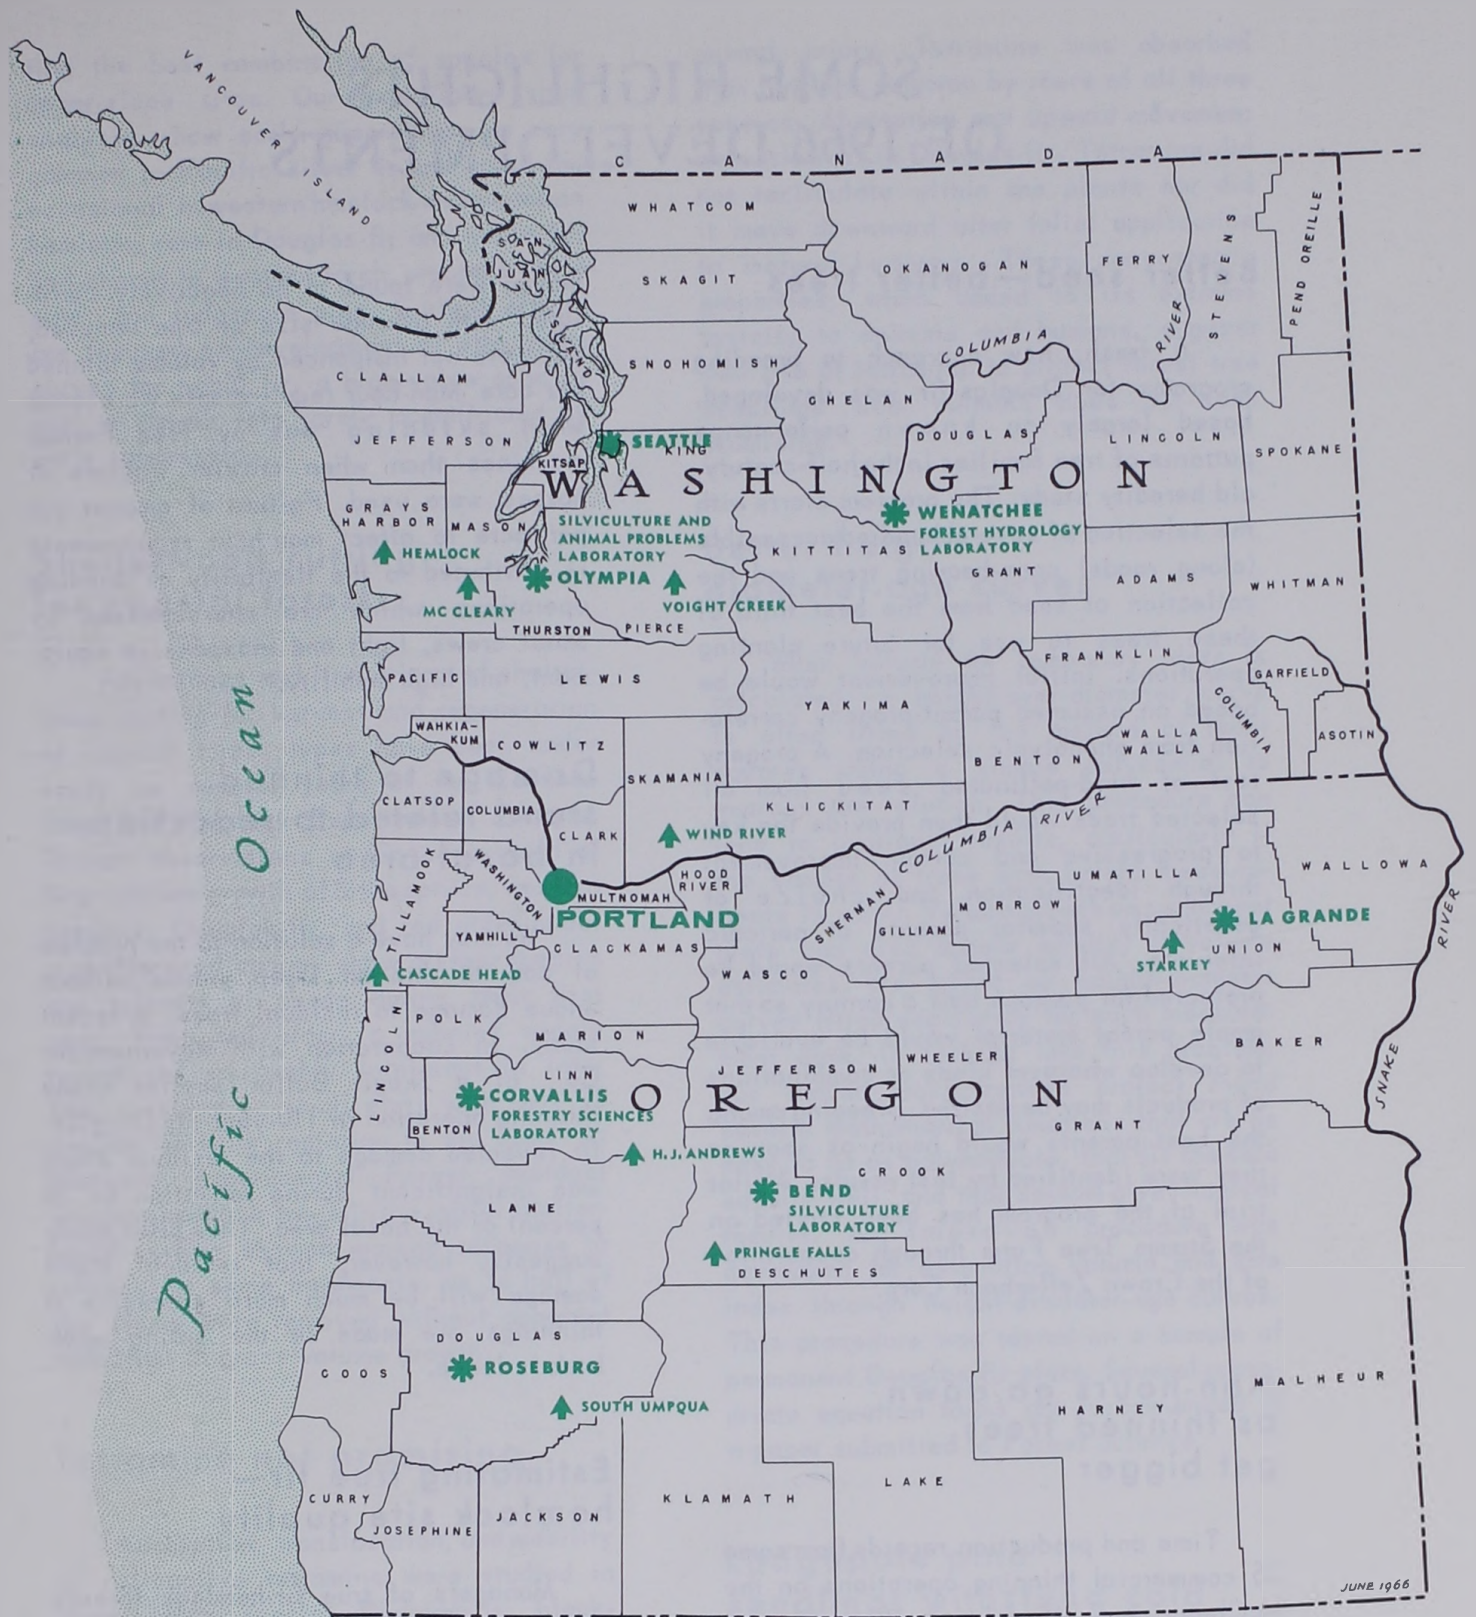 VANCOUVER ISLAND
CANADA
WHATCOM
SAN
JUAN
SKAGIT
OKANOGAN
FERRY
STEVENS
PEND OREILLE
COLUMBIA RIVER
ISLAND
SNOHOMISH
CLALLAM
CHELAN
DOUGLAS
LINCOLN
SPOKANE
JEFFERSON
SEATTLE
KING
KITSAP
WASHINGTON
GRAYS
HARBOR
MASON
HEMLOCK
MC CLEARY
SILVICULTURE AND
ANIMAL PROBLEMS
LABORATORY
OLYMPIA
VOIGHT CREEK
WENATCHEE
FOREST HYDROLOGY
LABORATORY
KITTITAS
GRANT
ADAMS
WHITMAN
THURSTON
PIERCE
FRANKLIN
GARFIELD
PACIFIC
LEWIS
YAKIMA
COLUMBIA
ASOTIN
WAHKIA-
KUM
COWLITZ
BENTON
WALLA
WALLA
SKAMANIA
KLICKITAT
CLATSOP
COLUMBIA
CLARK
WIND RIVER
COLUMBIA RIVER
TILLAMOOK
WASHINGTON
MULTNOMAH
HOOD
RIVER
PORTLAND
YAMHILL
CLACKAMAS
SHERMAN
GILLIAM
MORROW
UMATILLA
WALLOWA
LA GRANDE
UNION
STARKEY
CASCADE HEAD
WASCO
SNAKE RIVER
POLK
MARION
LINCOLN
LINN
JEFFERSON
WHEELER
BAKER
OREGON
CORVALLIS
FORESTRY SCIENCES
LABORATORY
BENTON
GRANT
H.J. ANDREWS
CROOK
BEND
SILVICULTURE
LABORATORY
LANE
PRINGLE FALLS
DESCHUTES
Pacific Ocean
DOUGLAS
ROSEBURG
COOS
SOUTH UMPQUA
MALHEUR
HARNEY
LAKE
KLAMATH
CURRY
JOSEPHINE
JACKSON
JUNE 1966